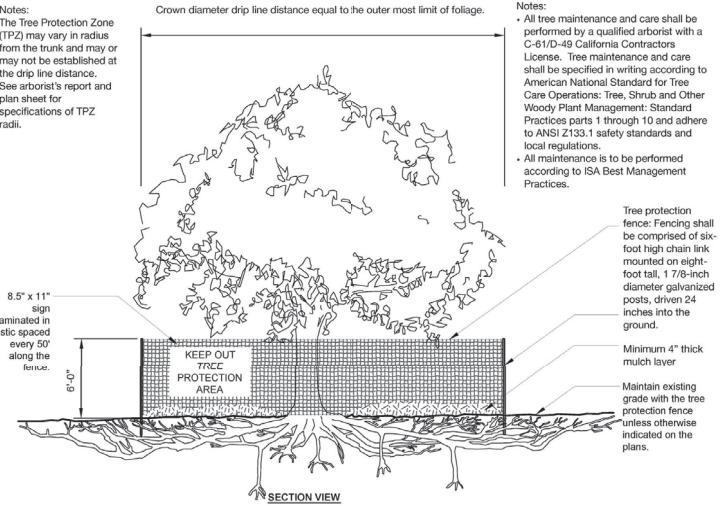 Notes:
The Tree Protection Zone
(TPZ) may vary in radius
from the trunk and may or
may not be established at
the drip line distance.
See arborist's report and
plan sheet for
specifications of TPZ
radii.
Crown diameter drip line distance equal to the outer most limit of foliage.
Notes:
• All tree maintenance and care shall be
performed by a qualified arborist with a
C-61/D-49 California Contractors
License. Tree maintenance and care
shall be specified in writing according to
American National Standard for Tree
Care Operations: Tree, Shrub and Other
Woody Plant Management: Standard
Practices parts 1 through 10 and adhere
to ANSI Z133.1 safety standards and
local regulations.
• All maintenance is to be performed
according to ISA Best Management
Practices.
Tree protection
fence: Fencing shall
be comprised of six-
foot high chain link
mounted on eight-
foot tall, 1 7/8-inch
diameter galvanized
posts, driven 24
inches into the
ground.
Minimum 4" thick
mulch layer
Maintain existing
grade with the tree
protection fence
unless otherwise
indicated on the
plans.
8.5" x 11"
sign
aminated in
stic spaced
every 50'
along the
fence.
6'-0"
KEEP OUT
TREE
PROTECTION
AREA
SECTION VIEW